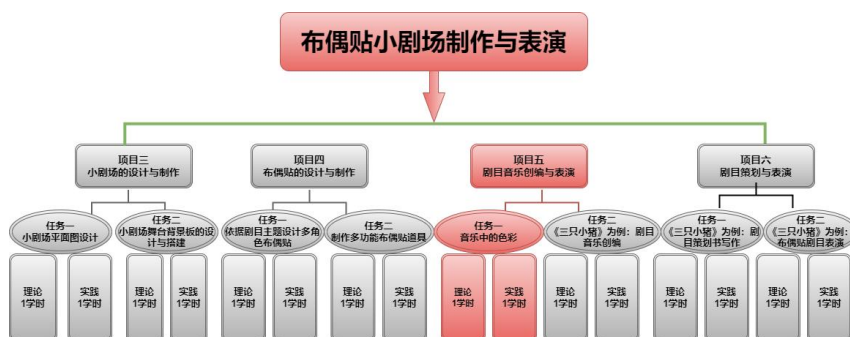 布偶贴小剧场制作与表演
项目三
小剧场的设计与制作
项目四
布偶贴的设计与制作
项目五
剧目音乐创编与表演
项目六
剧目策划与表演
任务一
小剧场平面图设计
任务二
小剧场舞台背景板的设
计与搭建
任务一
依据剧目主题设计多角
色布偶贴
任务二
制作多功能布偶贴道具
任务一
音乐中的色彩
任务二
《三只小猪》为例：剧目
音乐创编
任务一
《三只小猪》为例：剧
目策划书写作
任务二
《三只小猪》为例：
布偶贴剧目表演
理论
1学时
实践
1学时
理论
1学时
实践
1学时
理论
1学时
实践
1学时
理论
1学时
实践
1学时
理论
1学时
实践
1学时
理论
1学时
实践
1学时
理论
1学时
实践
1学时
理论
1学时
实践
1学时